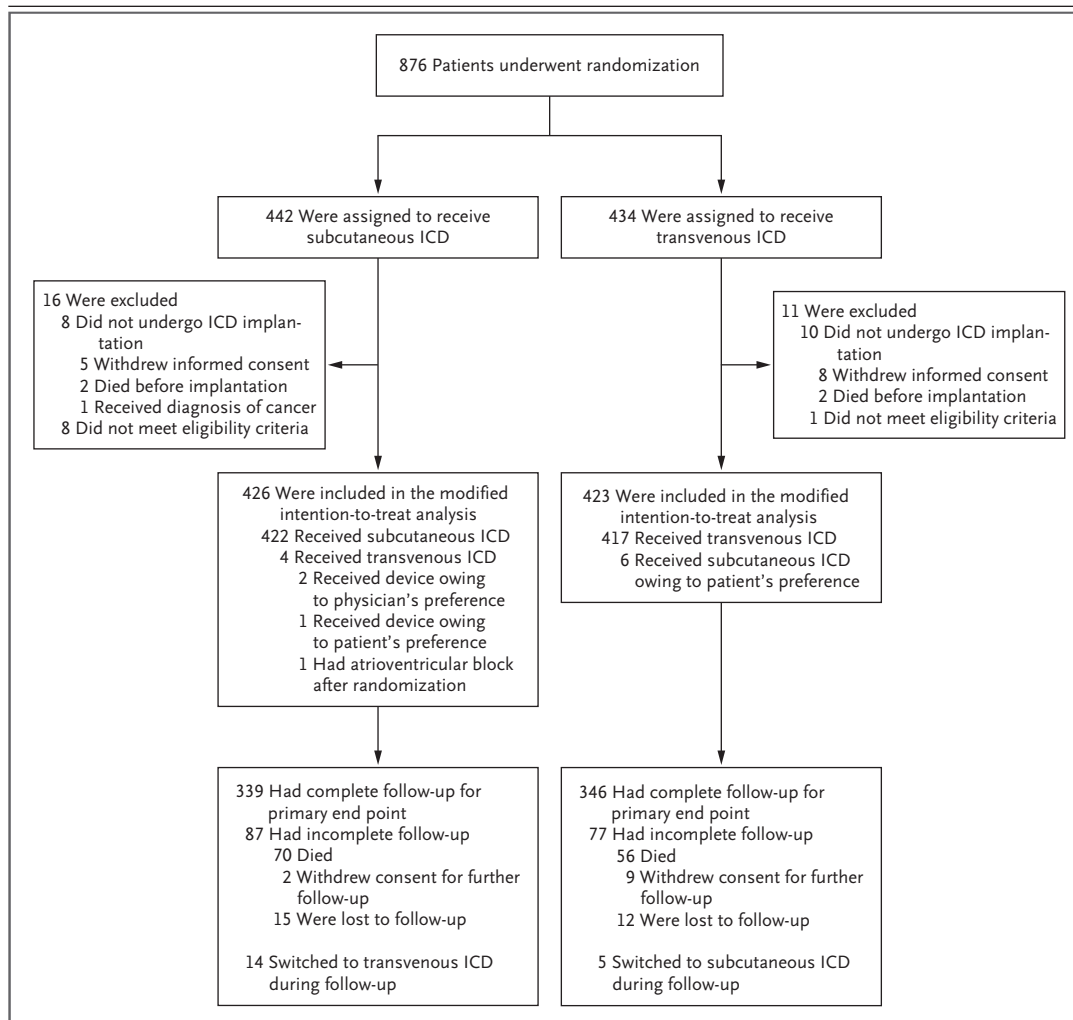 876 Patients underwent randomization
442 Were assigned to receive
subcutaneous ICD
434 Were assigned to receive
transvenous ICD
16 Were excluded
8 Did not undergo ICD implan-
tation
5 Withdrew informed consent
2 Died before implantation
1 Received diagnosis of cancer
8 Did not meet eligibility criteria
11 Were excluded
10 Did not undergo ICD implan-
tation
8 Withdrew informed consent
2 Died before implantation
1 Did not meet eligibility criteria
426 Were included in the modified
intention-to-treat analysis
422 Received subcutaneous ICD
4 Received transvenous ICD
2 Received device owing
to physician’s preference
1 Received device owing
to patient’s preference
1 Had atrioventricular block
after randomization
423 Were included in the modified
intention-to-treat analysis
417 Received transvenous ICD
6 Received subcutaneous ICD
owing to patient’s preference
339 Had complete follow-up for
primary end point
87 Had incomplete follow-up
70 Died
2 Withdrew consent for further
follow-up
15 Were lost to follow-up
14 Switched to transvenous ICD
during follow-up
346 Had complete follow-up for
primary end point
77 Had incomplete follow-up
56 Died
9 Withdrew consent for further
follow-up
12 Were lost to follow-up
5 Switched to subcutaneous ICD
during follow-up